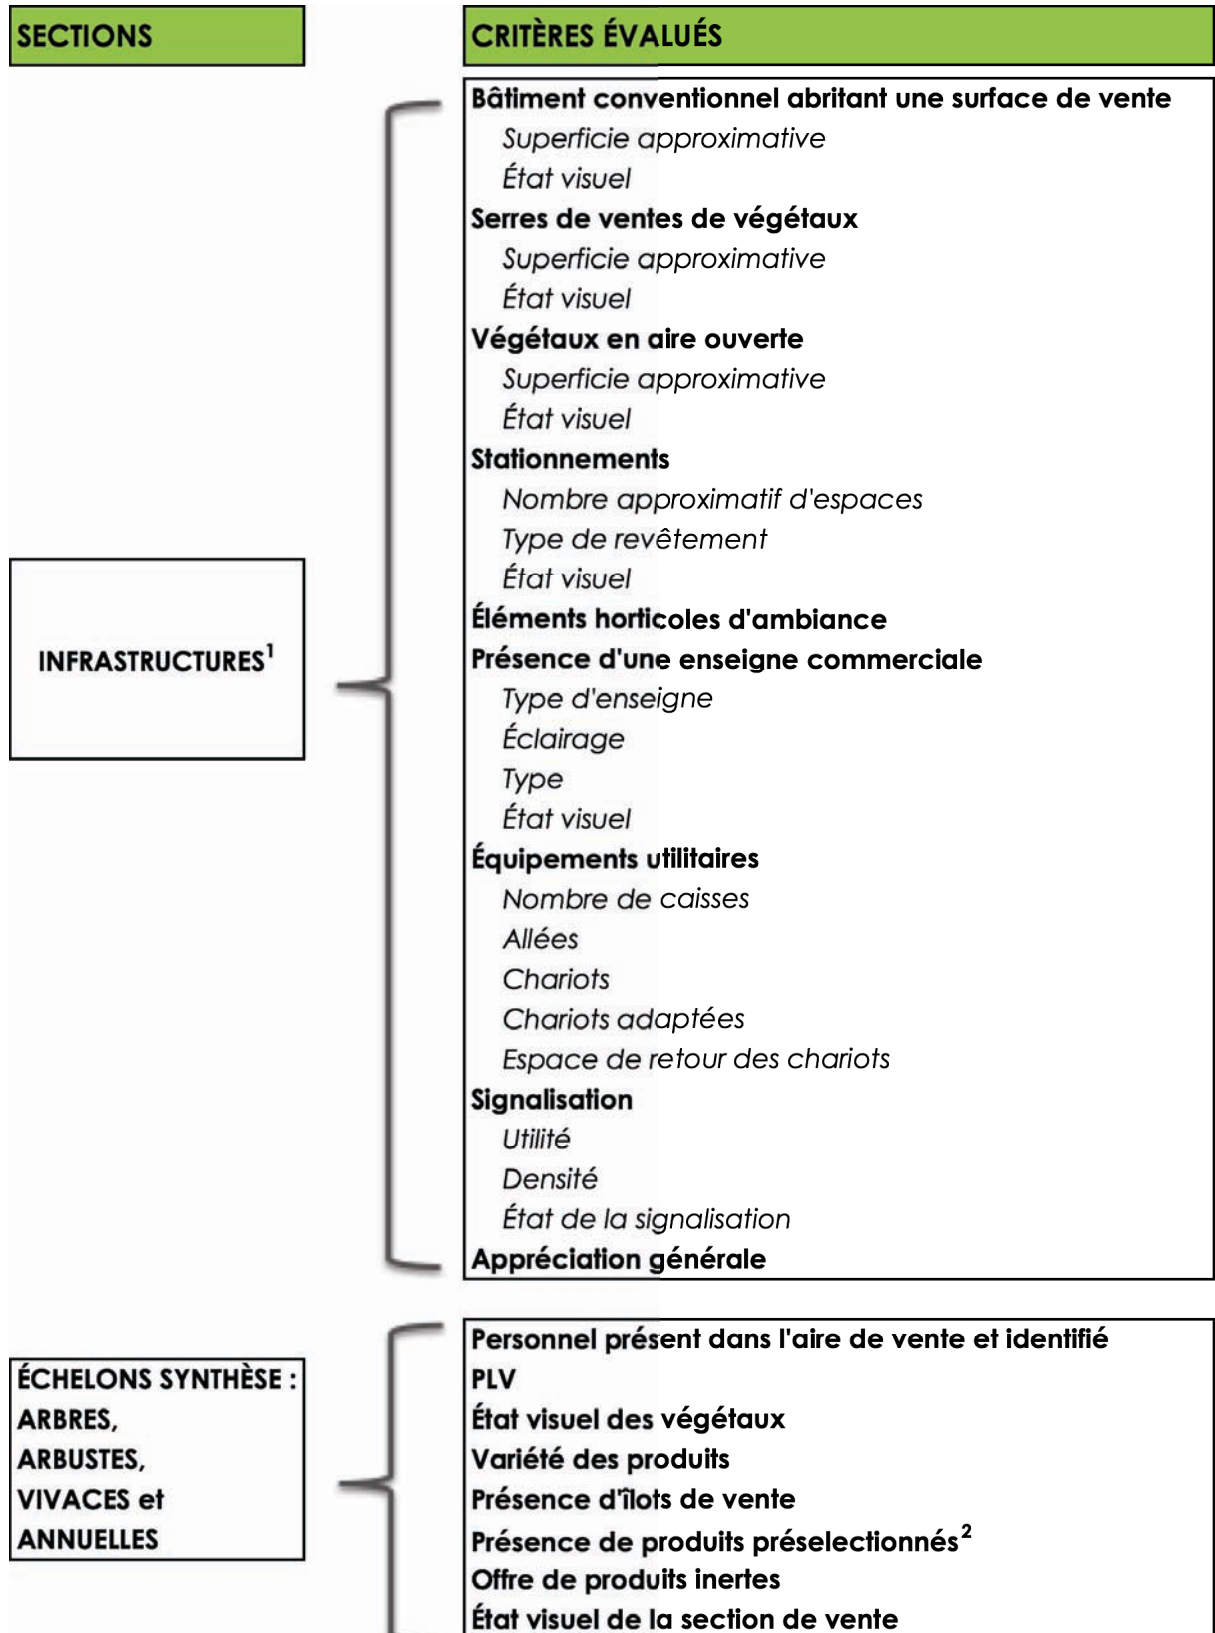 SECTIONS
CRITÈRES ÉVALUÉS
INFRASTRUCTURES¹
Bâtiment conventionnel abritant une surface de vente
Superficie approximative
État visuel
Serres de ventes de végétaux
Superficie approximative
État visuel
Végétaux en aire ouverte
Superficie approximative
État visuel
Stationnements
Nombre approximatif d'espaces
Type de revêtement
État visuel
Éléments horticoles d'ambiance
Présence d'une enseigne commerciale
Type d'enseigne
Éclairage
Type
État visuel
Équipements utilitaires
Nombre de caisses
Allées
Chariots
Chariots adaptées
Espace de retour des chariots
Signalisation
Utilité
Densité
État de la signalisation
Appréciation générale
ÉCHELONS SYNTHÈSE :
ARBRES,
ARBUSTES,
VIVACES et
ANNUELLES
Personnel présent dans l'aire de vente et identifié
PLV
État visuel des végétaux
Variété des produits
Présence d'îlots de vente
Présence de produits préselectionnés²
Offre de produits inertes
État visuel de la section de vente